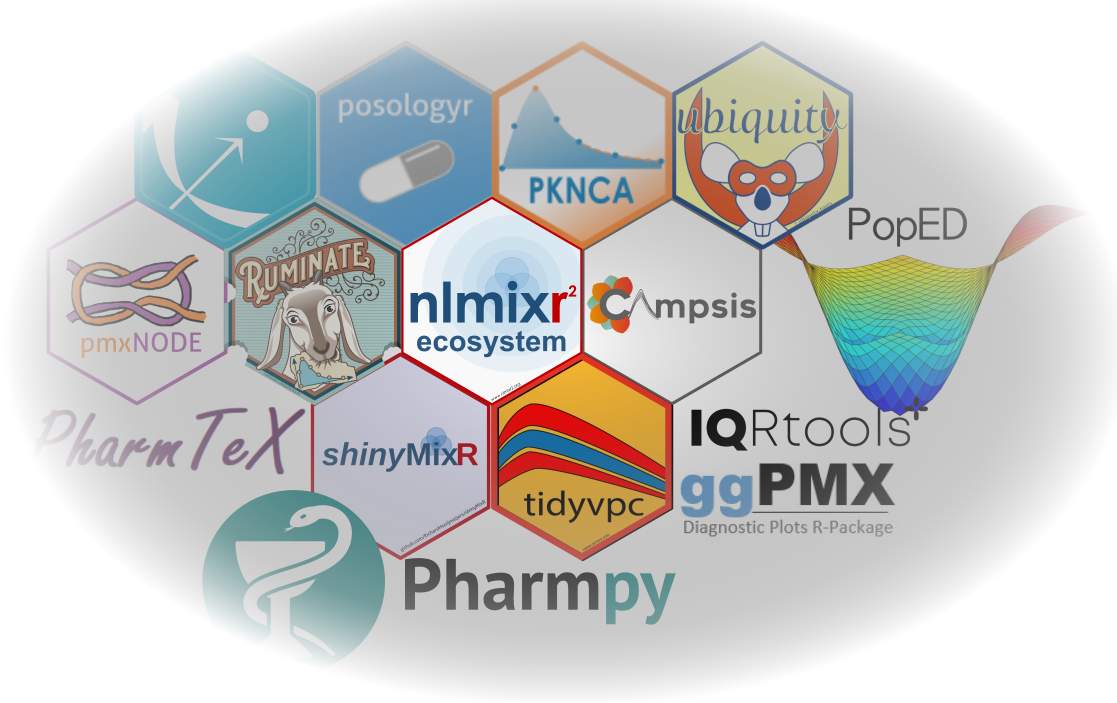 posologyr
PKNCA
ubiquity
PopED
RUMINATE
pmxNODE
nlmixr²
ecosystem
Campsis
PharmTeX
shinyMixR
tidyvpc
IQRtools
ggPMX
Diagnostic Plots R-Package
Pharmpy